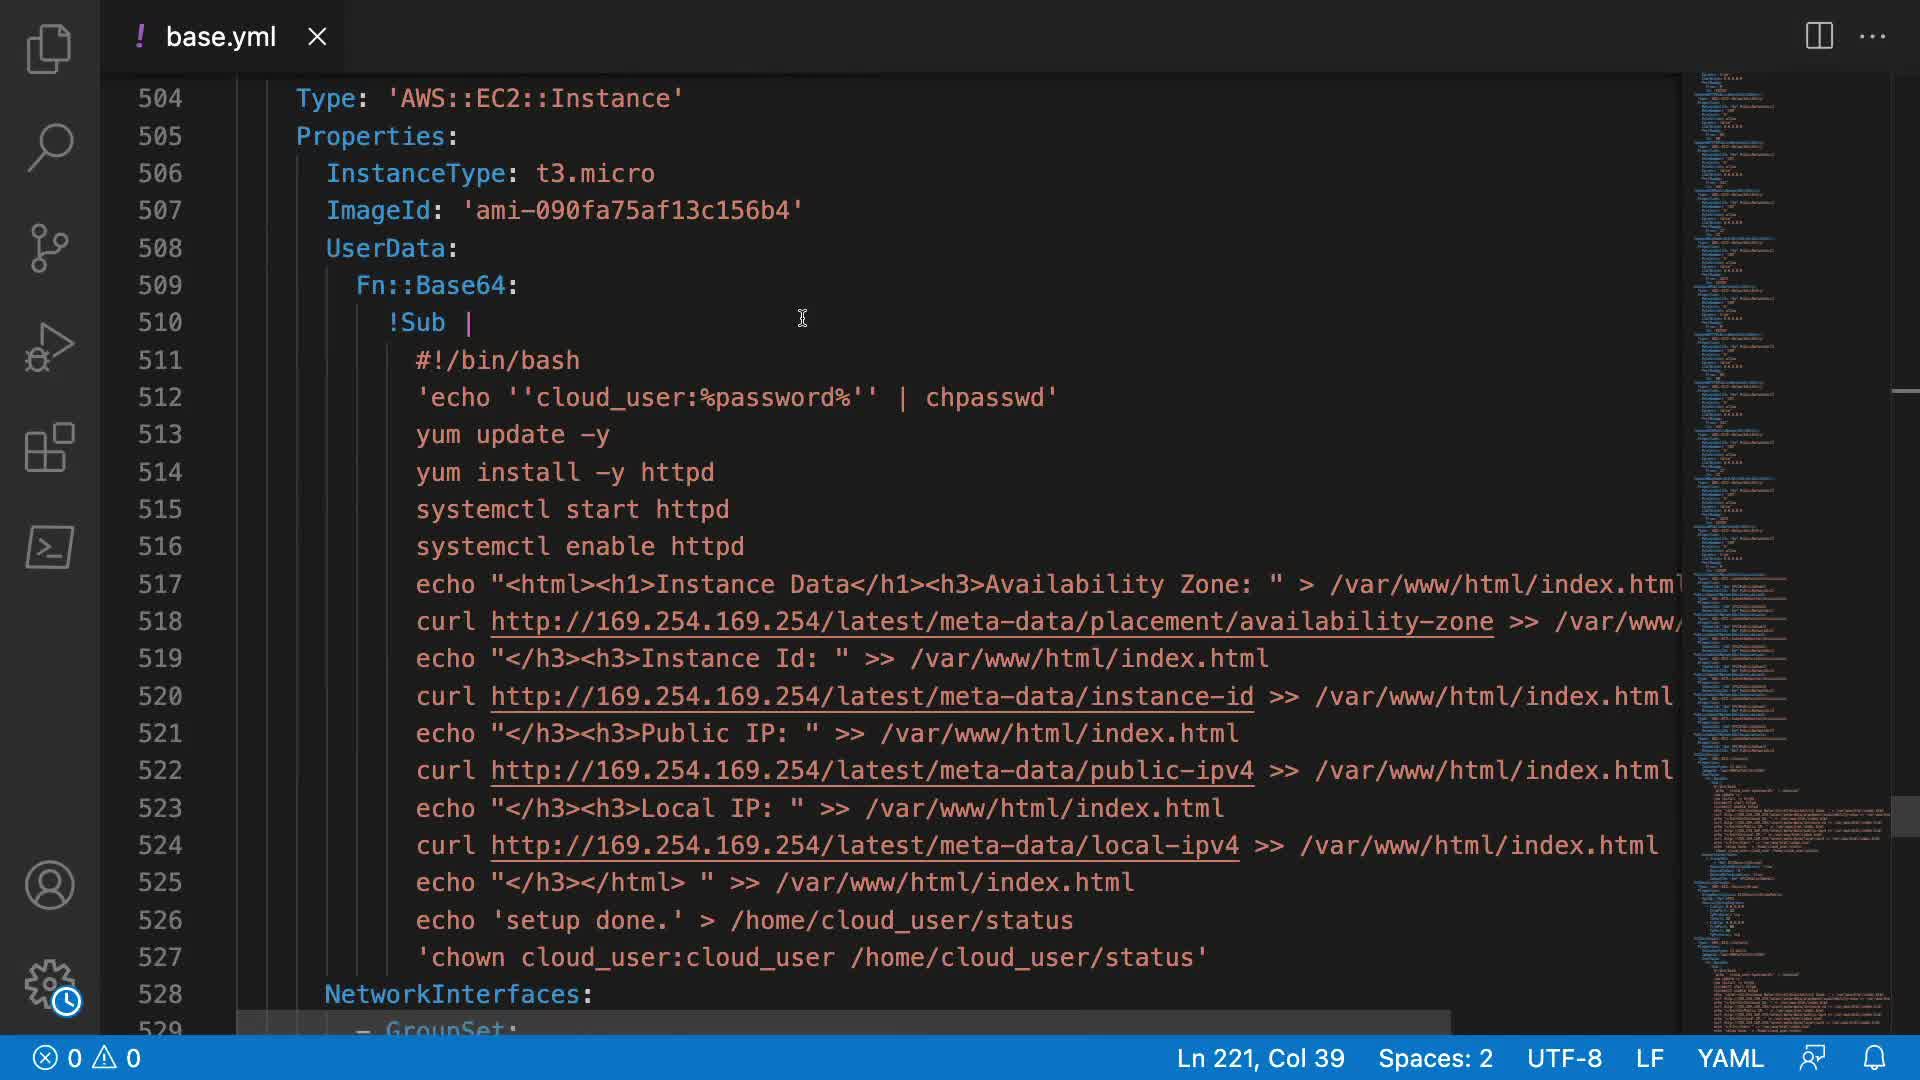 ! base.yml
504 Type: 'AWS::EC2::Instance'
505 Properties:
506 InstanceType: t3.micro
507 ImageId: 'ami-090fa75af13c156b4'
508 UserData:
509 Fn::Base64:
510 !Sub |
511 #!/bin/bash
512 'echo ''cloud_user:%password%'' | chpasswd'
513 yum update -y
514 yum install -y httpd
515 systemctl start httpd
516 systemctl enable httpd
517 echo "<html><h1>Instance Data</h1><h3>Availability Zone: " > /var/www/html/index.html
518 curl http://169.254.169.254/latest/meta-data/placement/availability-zone >> /var/www/
519 echo "</h3><h3>Instance Id: " >> /var/www/html/index.html
520 curl http://169.254.169.254/latest/meta-data/instance-id >> /var/www/html/index.html
521 echo "</h3><h3>Public IP: " >> /var/www/html/index.html
522 curl http://169.254.169.254/latest/meta-data/public-ipv4 >> /var/www/html/index.html
523 echo "</h3><h3>Local IP: " >> /var/www/html/index.html
524 curl http://169.254.169.254/latest/meta-data/local-ipv4 >> /var/www/html/index.html
525 echo "</h3></html> " >> /var/www/html/index.html
526 echo 'setup done.' > /home/cloud_user/status
527 'chown cloud_user:cloud_user /home/cloud_user/status'
528 NetworkInterfaces:
529 - GroupSet:
0 0 Ln 221, Col 39 Spaces: 2 UTF-8 LF YAML